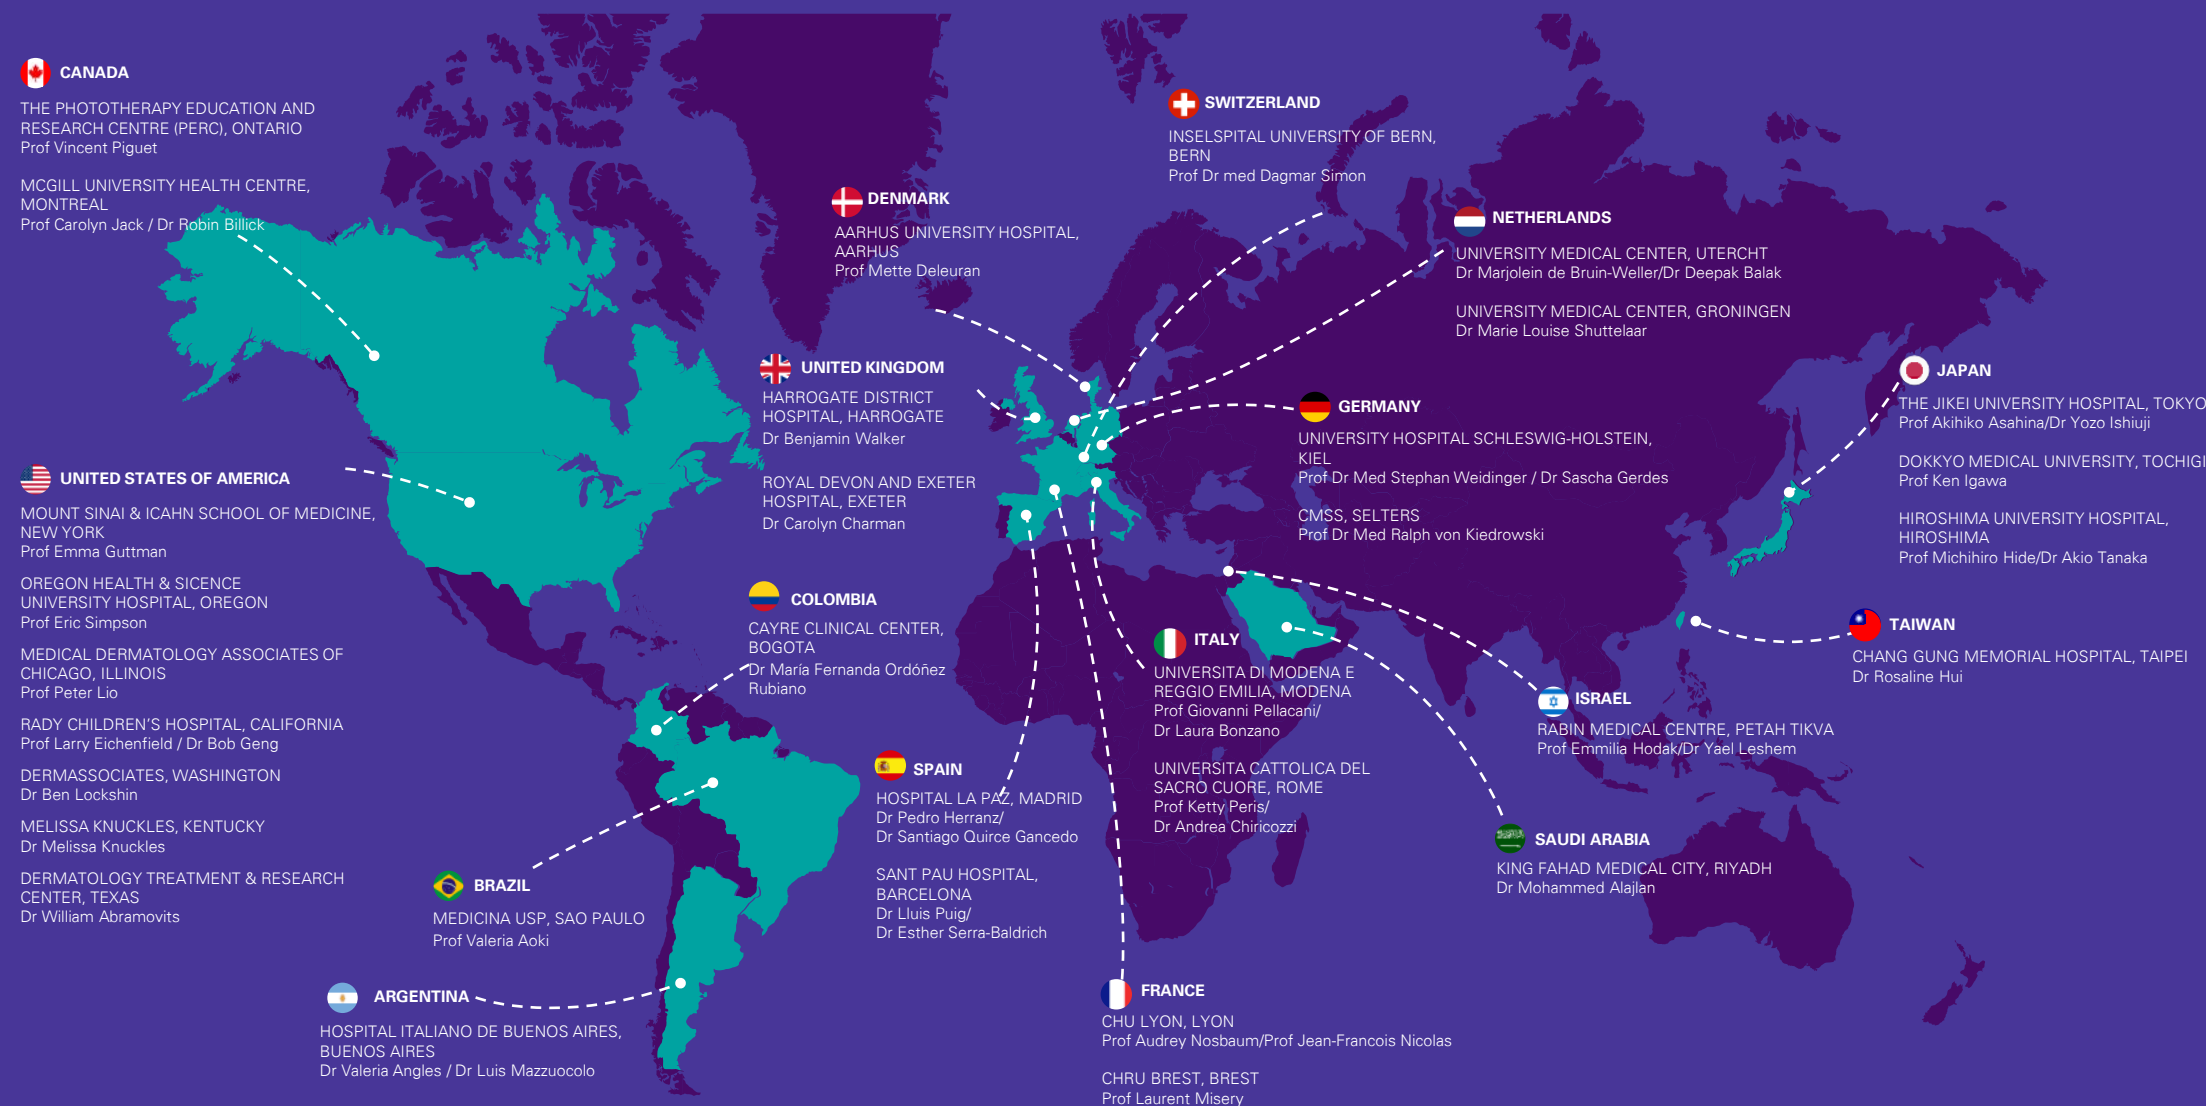 CANADA
THE PHOTOTHERAPY EDUCATION AND
RESEARCH CENTRE (PERC), ONTARIO
Prof Vincent Piguet
MCGILL UNIVERSITY HEALTH CENTRE,
MONTREAL
Prof Carolyn Jack / Dr Robin Billick
UNITED STATES OF AMERICA
MOUNT SINAI & ICAHN SCHOOL OF MEDICINE,
NEW YORK
Prof Emma Guttman
OREGON HEALTH & SICENCE
UNIVERSITY HOSPITAL, OREGON
Prof Eric Simpson
MEDICAL DERMATOLOGY ASSOCIATES OF
CHICAGO, ILLINOIS
Prof Peter Lio
RADY CHILDREN'S HOSPITAL, CALIFORNIA
Prof Larry Eichenfield / Dr Bob Geng
DERMASSOCIATES, WASHINGTON
Dr Ben Lockshin
MELISSA KNUCKLES, KENTUCKY
Dr Melissa Knuckles
DERMATOLOGY TREATMENT & RESEARCH
CENTER, TEXAS
Dr William Abramovits
ARGENTINA
HOSPITAL ITALIANO DE BUENOS AIRES,
BUENOS AIRES
Dr Valeria Angles / Dr Luis Mazzuocolo
BRAZIL
MEDICINA USP, SAO PAULO
Prof Valeria Aoki
COLOMBIA
CAYRE CLINICAL CENTER,
BOGOTA
Dr María Fernanda Ordóñez
Rubiano
UNITED KINGDOM
HARROGATE DISTRICT
HOSPITAL, HARROGATE
Dr Benjamin Walker
ROYAL DEVON AND EXETER
HOSPITAL, EXETER
Dr Carolyn Charman
DENMARK
AARHUS UNIVERSITY HOSPITAL,
AARHUS
Prof Mette Deleuran
SPAIN
HOSPITAL LA PAZ, MADRID
Dr Pedro Herranz/
Dr Santiago Quirce Gancedo
SANT PAU HOSPITAL,
BARCELONA
Dr Lluis Puig/
Dr Esther Serra-Baldrich
SWITZERLAND
INSELSPITAL UNIVERSITY OF BERN,
BERN
Prof Dr med Dagmar Simon
NETHERLANDS
UNIVERSITY MEDICAL CENTER, UTERCHT
Dr Marjolein de Bruin-Weller/Dr Deepak Balak
UNIVERSITY MEDICAL CENTER, GRONINGEN
Dr Marie Louise Shuttelaar
GERMANY
UNIVERSITY HOSPITAL SCHLESWIG-HOLSTEIN,
KIEL
Prof Dr Med Stephan Weidinger / Dr Sascha Gerdes
CMSS, SELTERS
Prof Dr Med Ralph von Kiedrowski
ITALY
UNIVERSITA DI MODENA E
REGGIO EMILIA, MODENA
Prof Giovanni Pellacani/
Dr Laura Bonzano
UNIVERSITA CATTOLICA DEL
SACRO CUORE, ROME
Prof Ketty Peris/
Dr Andrea Chiricozzi
FRANCE
CHU LYON, LYON
Prof Audrey Nosbaum/Prof Jean-Francois Nicolas
CHRU BREST, BREST
Prof Laurent Misery
JAPAN
THE JIKEI UNIVERSITY HOSPITAL, TOKYO
Prof Akihiko Asahina/Dr Yozo Ishiuji
DOKKYO MEDICAL UNIVERSITY, TOCHIGI
Prof Ken Igawa
HIROSHIMA UNIVERSITY HOSPITAL,
HIROSHIMA
Prof Michihiro Hide/Dr Akio Tanaka
TAIWAN
CHANG GUNG MEMORIAL HOSPITAL, TAIPEI
Dr Rosaline Hui
ISRAEL
RABIN MEDICAL CENTRE, PETAH TIKVA
Prof Emmilia Hodak/Dr Yael Leshem
SAUDI ARABIA
KING FAHAD MEDICAL CITY, RIYADH
Dr Mohammed Alajlan